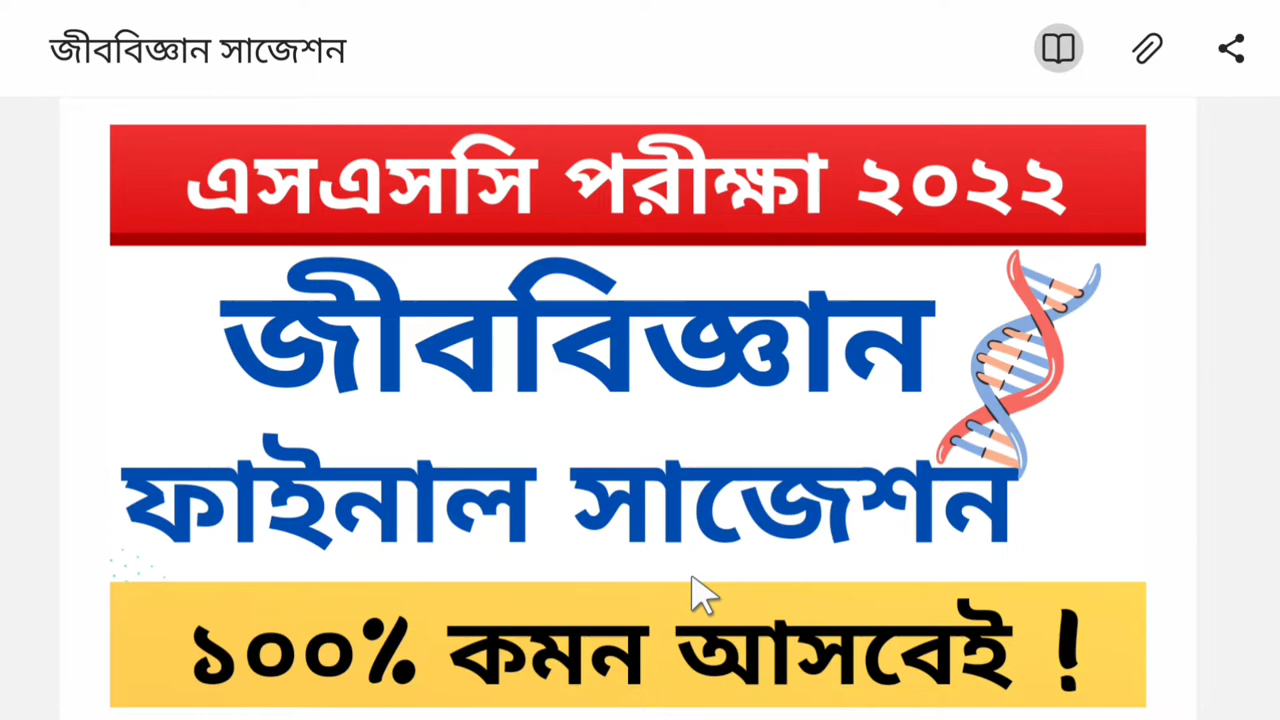 জীববিজ্ঞান সাজেশন
এসএসসি পরীক্ষা ২০২২
জীববিজ্ঞান
ফাইনাল সাজেশন
১০০% কমন আসবেই !